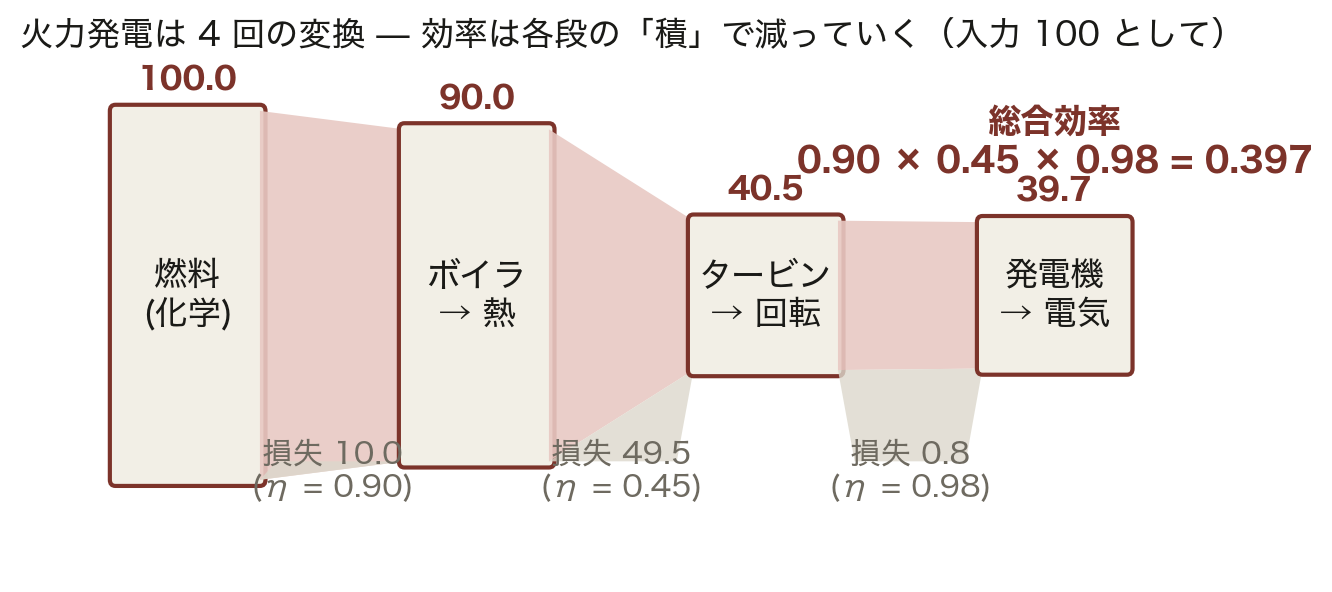 火力発電は 4 回の変換 — 効率は各段の「積」で減っていく（入力 100 として）
100.0
90.0
総合効率
0.90 × 0.45 × 0.98 = 0.397
40.5
39.7
燃料
(化学)
ボイラ
→ 熱
タービン
→ 回転
発電機
→ 電気
損失 10.0
(η = 0.90)
損失 49.5
(η = 0.45)
損失 0.8
(η = 0.98)